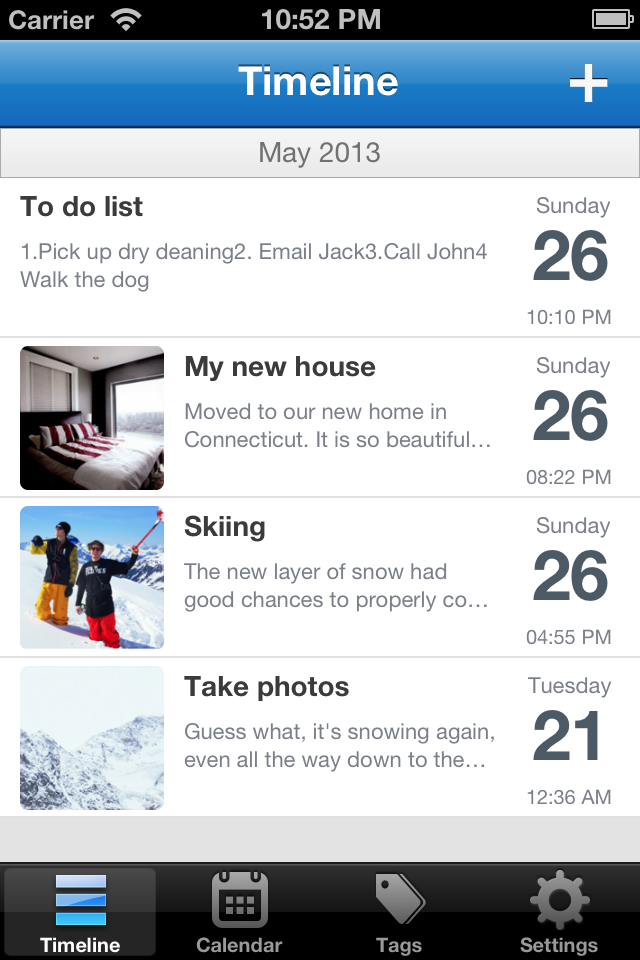 Carrier 10:52 PM
Timeline
May 2013
To do list
Sunday
1.Pick up dry deaning2. Email Jack3.Call John4
Walk the dog
26
10:10 PM
My new house
Sunday
Moved to our new home in
Connecticut. It is so beautiful...
26
08:22 PM
Skiing
Sunday
The new layer of snow had
good chances to properly co...
26
04:55 PM
Take photos
Tuesday
Guess what, it's snowing again,
even all the way down to the...
21
12:36 AM
Timeline Calendar Tags Settings